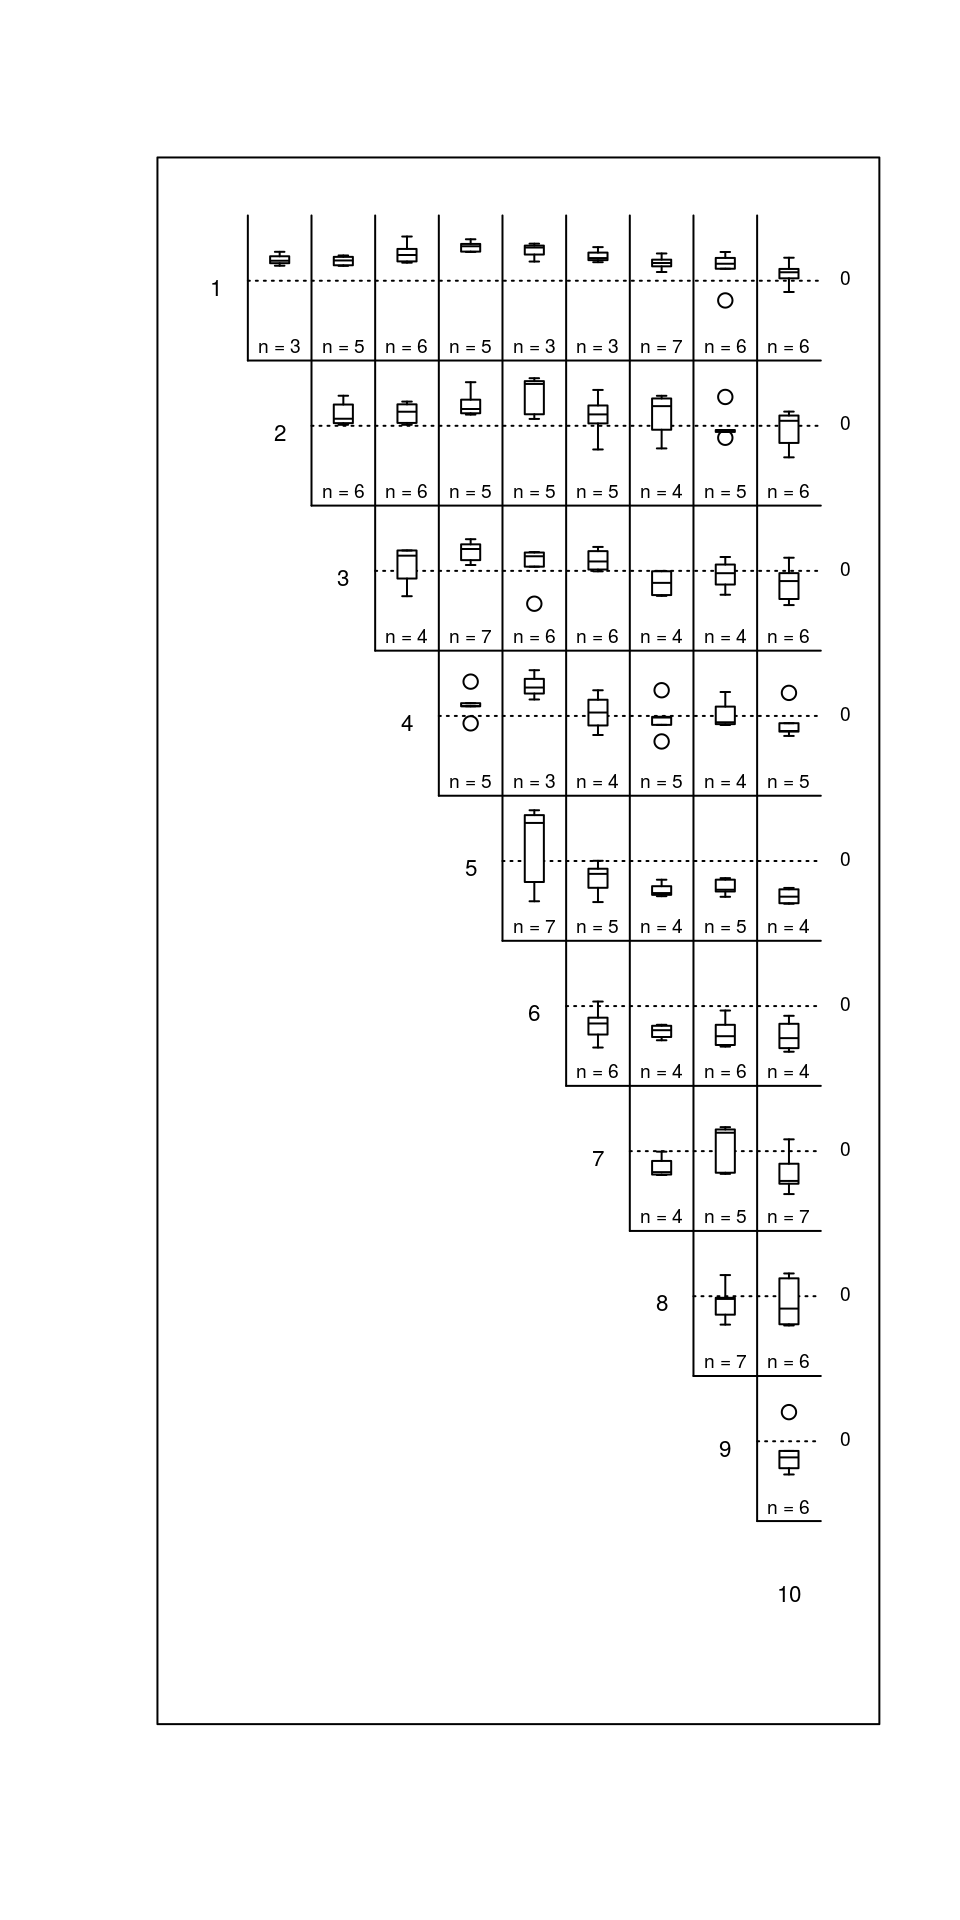 0
1
n = 3 n = 5 n = 6 n = 5 n = 3 n = 3 n = 7 n = 6 n = 6
0
2
n = 6 n = 6 n = 5 n = 5 n = 5 n = 4 n = 5 n = 6
0
3
n = 4 n = 7 n = 6 n = 6 n = 4 n = 4 n = 6
0
4
n = 5 n = 3 n = 4 n = 5 n = 4 n = 5
0
5
n = 7 n = 5 n = 4 n = 5 n = 4
0
6
n = 6 n = 4 n = 6 n = 4
0
7
n = 4 n = 5 n = 7
0
8
n = 7 n = 6
0
9
n = 6
10